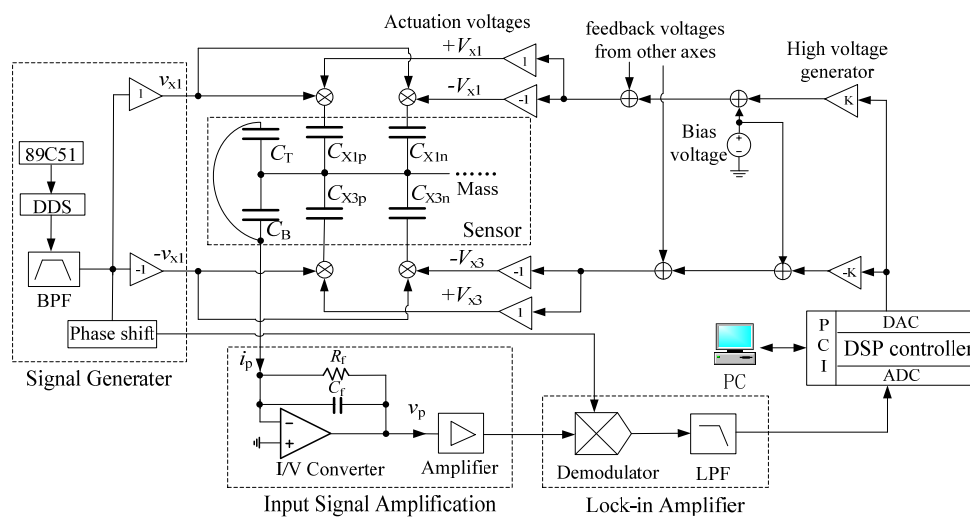 Actuation voltages
feedback voltages
from other axes
High voltage
generator
+Vx1
1
vx1
1
-Vx1
-1
K
Bias
voltage
+
−
89C51
DDS
BPF
CT
CX1p
CX1n
......
Mass
CB
CX3p
CX3n
Sensor
-vx1
-1
-Vx3
-1
-K
+Vx3
1
Phase shift
Signal Generater
ip
Rf
Cf
vp
−
+
I/V Converter
Amplifier
Input Signal Amplification
Demodulator
LPF
Lock-in Amplifier
PC
PCI
DAC
DSP controller
ADC